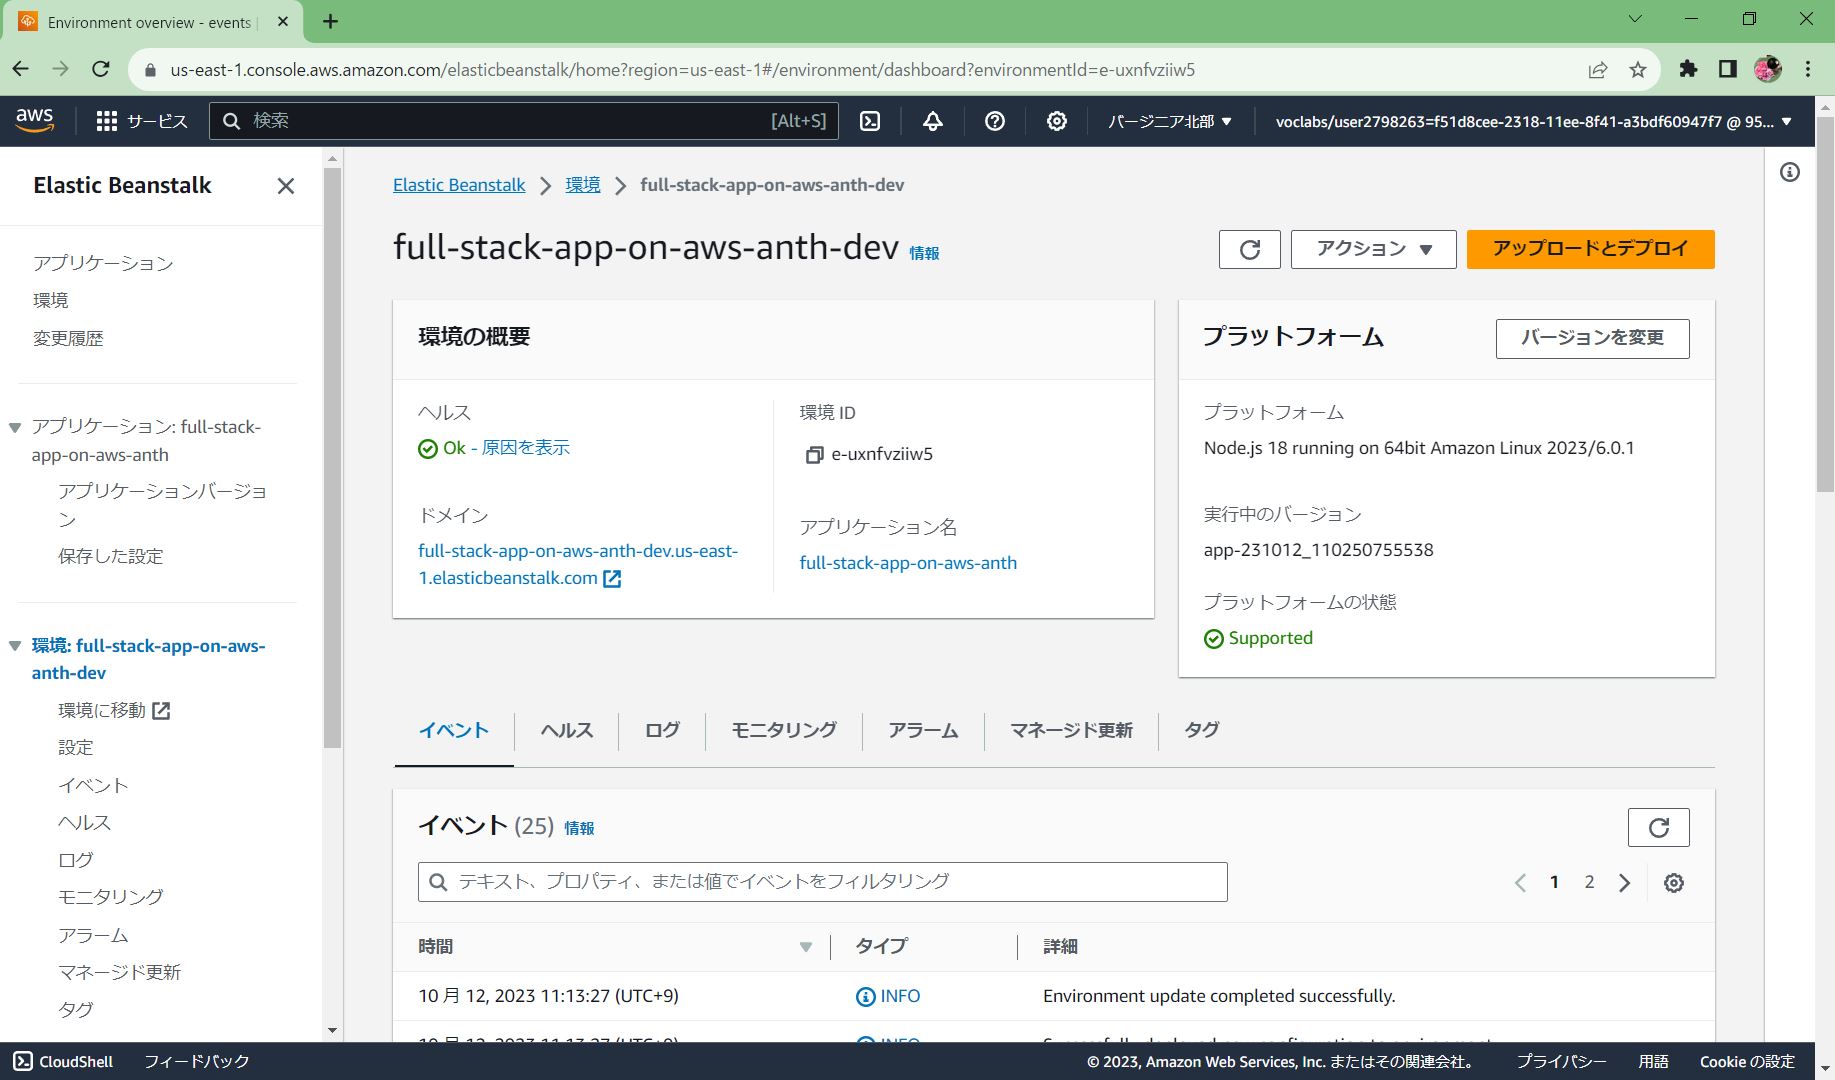 Environment overview - events
us-east-1.console.aws.amazon.com/elasticbeanstalk/home?region=us-east-1#/environment/dashboard?environmentId=e-uxnfvziiw5
aws
サービス
検索
[Alt+S]
バージニア北部
voclabs/user2798263=f51d8cee-2318-11ee-8f41-a3bdf60947f7 @ 95...
Elastic Beanstalk
アプリケーション
環境
変更履歴
アプリケーション: full-stack-
app-on-aws-anth
アプリケーションバージョ
ン
保存した設定
環境: full-stack-app-on-aws-
anth-dev
環境に移動
設定
イベント
ヘルス
ログ
モニタリング
アラーム
マネージド更新
タグ
Elastic Beanstalk
環境
full-stack-app-on-aws-anth-dev
full-stack-app-on-aws-anth-dev 情報
アクション
アップロードとデプロイ
環境の概要
ヘルス
Ok - 原因を表示
ドメイン
full-stack-app-on-aws-anth-dev.us-east-
1.elasticbeanstalk.com
環境 ID
e-uxnfvziiw5
アプリケーション名
full-stack-app-on-aws-anth
プラットフォーム
バージョンを変更
プラットフォーム
Node.js 18 running on 64bit Amazon Linux 2023/6.0.1
実行中のバージョン
app-231012_110250755538
プラットフォームの状態
Supported
イベント
ヘルス
ログ
モニタリング
アラーム
マネージド更新
タグ
イベント (25) 情報
テキスト、プロパティ、または値でイベントをフィルタリング
1 2
時間
タイプ
詳細
10 月 12, 2023 11:13:27 (UTC+9)
INFO
Environment update completed successfully.
CloudShell
フィードバック
© 2023, Amazon Web Services, Inc. またはその関連会社。
プライバシー
用語
Cookie の設定